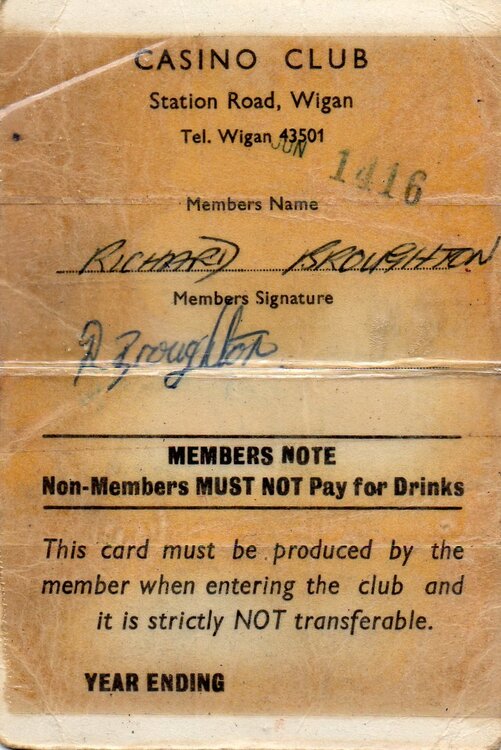 CASINO CLUB
Station Road, Wigan
Tel. Wigan 43501
JUN
1416
Members Name
RICHARD BROUGHTON
Members Signature
R Broughton
MEMBERS NOTE
Non-Members MUST NOT Pay for Drinks
This card must be produced by the
member when entering the club and
it is strictly NOT transferable.
YEAR ENDING